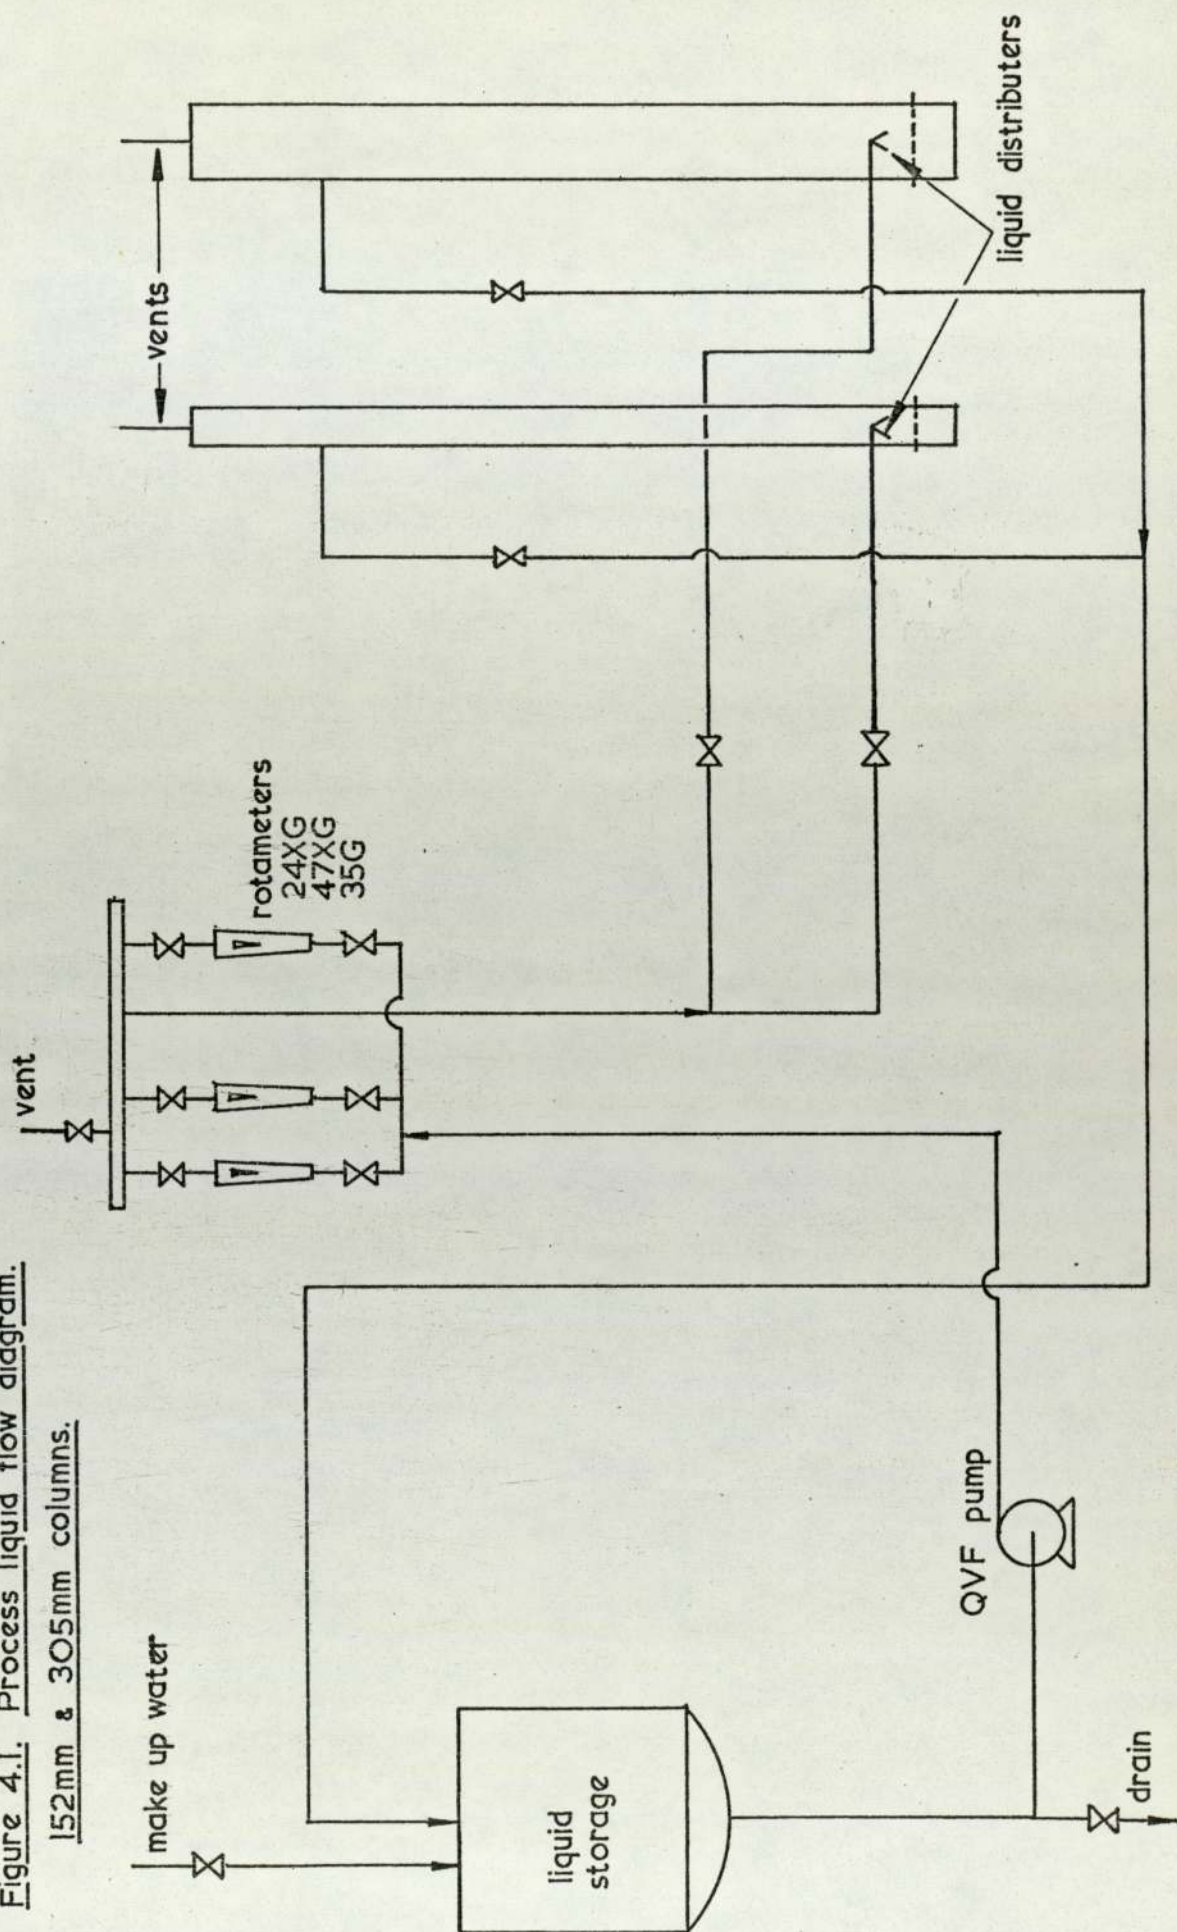 Figure 4.1. Process liquid flow diagram.
152mm & 305mm columns.
vent
vents
make up water
rotameters
24XG
47XG
35G
liquid distributers
liquid
storage
QVF pump
drain